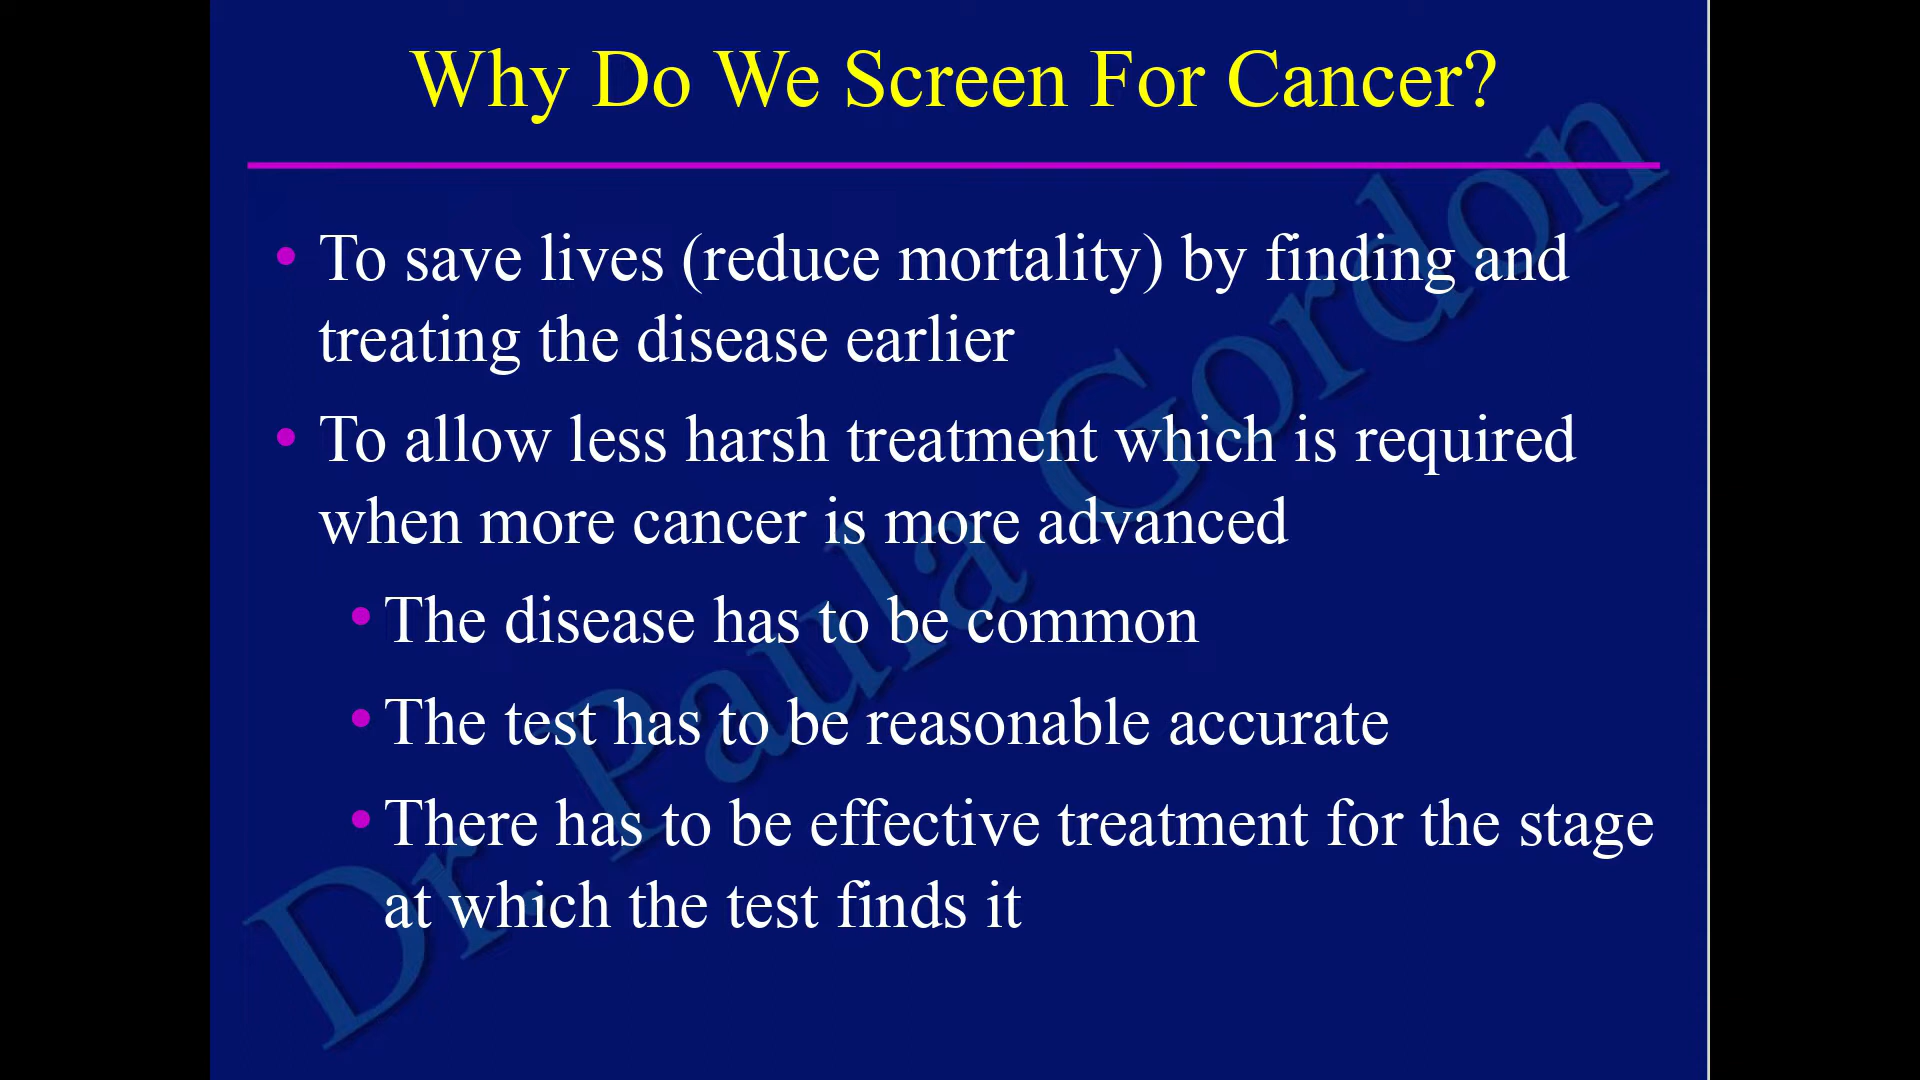 Why Do We Screen For Cancer?
• To save lives (reduce mortality) by finding and
treating the disease earlier
• To allow less harsh treatment which is required
when more cancer is more advanced
• The disease has to be common
• The test has to be reasonable accurate
• There has to be effective treatment for the stage
at which the test finds it
Dr. Paula Gordon